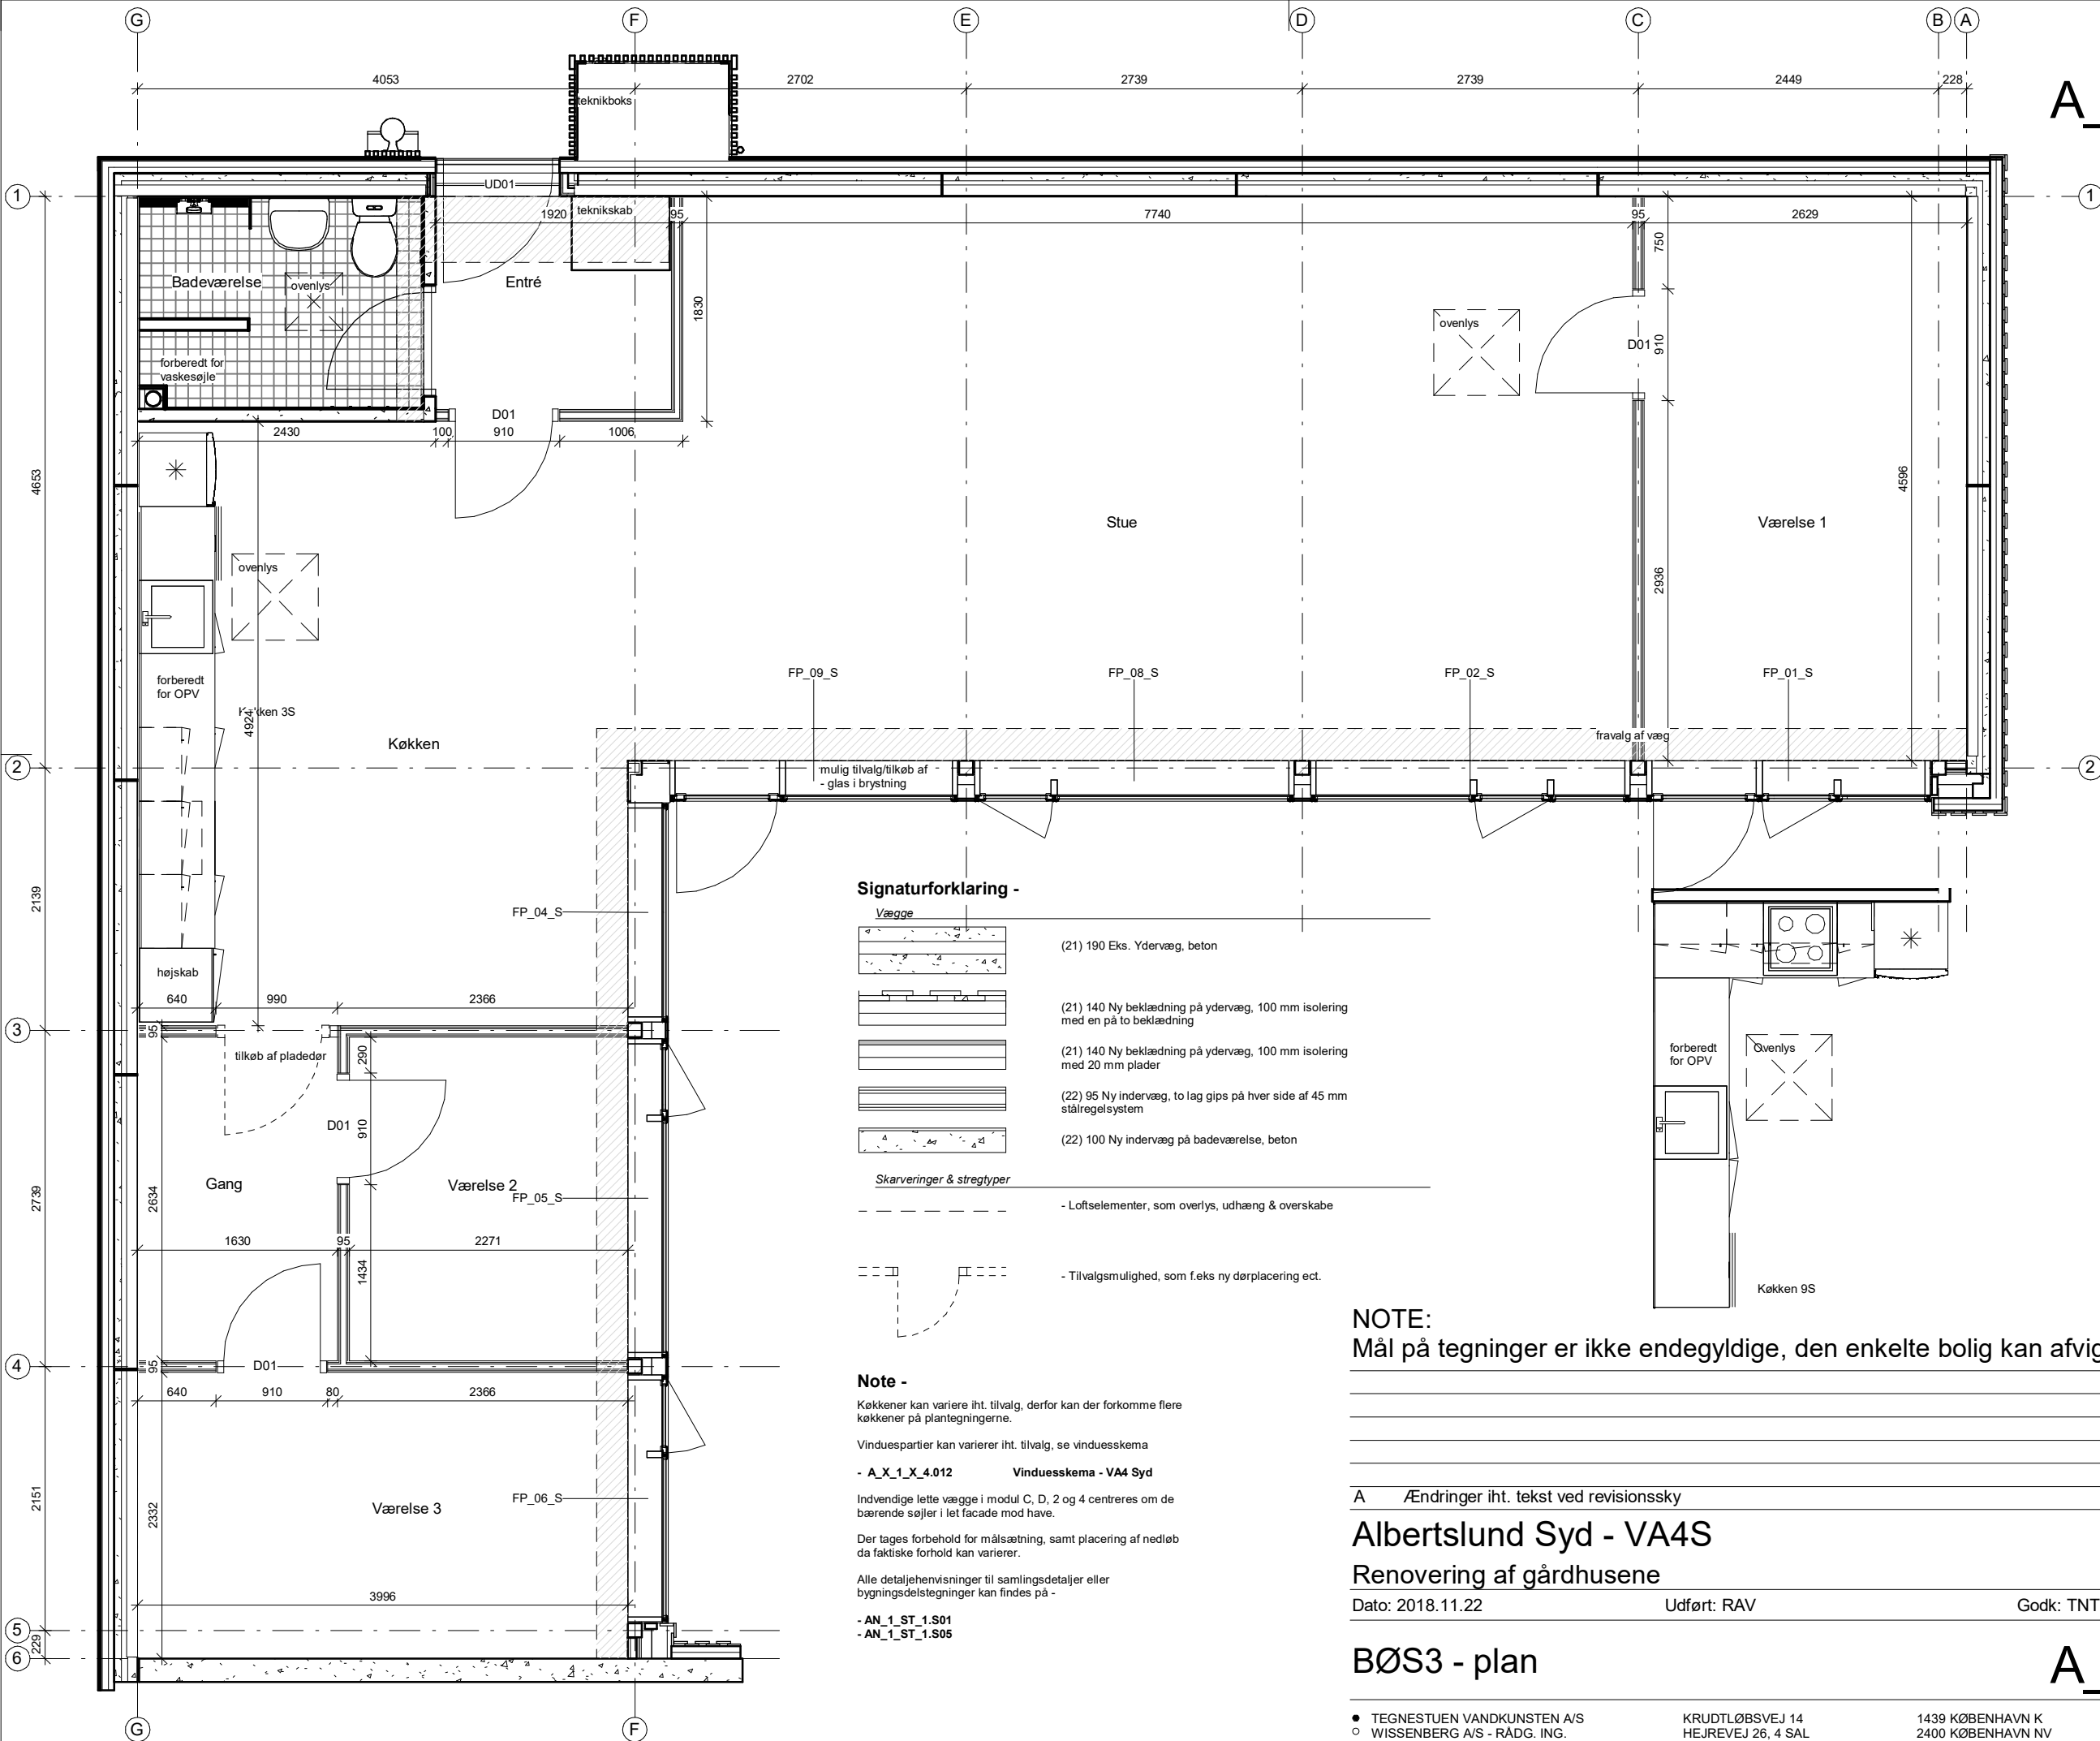 G
F
E
D
C
B
A
4053
2702
2739
2739
2449
228
A_
teknikboks
1
UD01
1920
teknikskab
95
7740
95
2629
1
750
Badeværelse
ovenlys
Entré
1830
ovenlys
D01
910
forberedt for
vaskesøjle
D01
2430
100
910
1006
4653
4596
Stue
Værelse 1
ovenlys
2936
forberedt
for OPV
FP_09_S
FP_08_S
FP_02_S
FP_01_S
4924
Køkken 3S
Køkken
fravalg af væg
2
mulig tilvalg/tilkøb af
- glas i brystning
2
2139
FP_04_S
Signaturforklaring -
Vægge
(21) 190 Eks. Ydervæg, beton
højskab
640
990
2366
(21) 140 Ny beklædning på ydervæg, 100 mm isolering
med en på to beklædning
3
95
tilkøb af pladedør
290
(21) 140 Ny beklædning på ydervæg, 100 mm isolering
med 20 mm plader
forberedt
for OPV
Ovenlys
(22) 95 Ny indervæg, to lag gips på hver side af 45 mm
stålregelsystem
D01
910
(22) 100 Ny indervæg på badeværelse, beton
Gang
Værelse 2
FP_05_S
Skarveringer & stregtyper
2739
2634
- Loftselementer, som overlys, udhæng & overskabe
1630
95
2271
1434
- Tilvalgsmulighed, som f.eks ny dørplacering ect.
Køkken 9S
NOTE:
Mål på tegninger er ikke endegyldige, den enkelte bolig kan afvig
4
95
D01
640
910
80
2366
Note -
Køkkener kan variere iht. tilvalg, derfor kan der forkomme flere
køkkener på plantegningerne.
Vinduespartier kan varierer iht. tilvalg, se vinduesskema
- A_X_1_X_4.012 Vinduesskema - VA4 Syd
Indvendige lette vægge i modul C, D, 2 og 4 centreres om de
bærende søjler i let facade mod have.
Der tages forbehold for målsætning, samt placering af nedløb
da faktiske forhold kan varierer.
Alle detaljehenvisninger til samlingsdetaljer eller
bygningsdelstegninger kan findes på -
- AN_1_ST_1.S01
- AN_1_ST_1.S05
2151
2332
Værelse 3
FP_06_S
3996
5
229
6
G
F
A Ændringer iht. tekst ved revisionssky
Albertslund Syd - VA4S
Renovering af gårdhusene
Dato: 2018.11.22 Udført: RAV Godk: TNT
BØS3 - plan
A_
TEGNESTUEN VANDKUNSTEN A/S KRUDTLØBSVEJ 14 1439 KØBENHAVN K
WISSENBERG A/S - RÅDG. ING. HEJREVEJ 26, 4 SAL 2400 KØBENHAVN NV